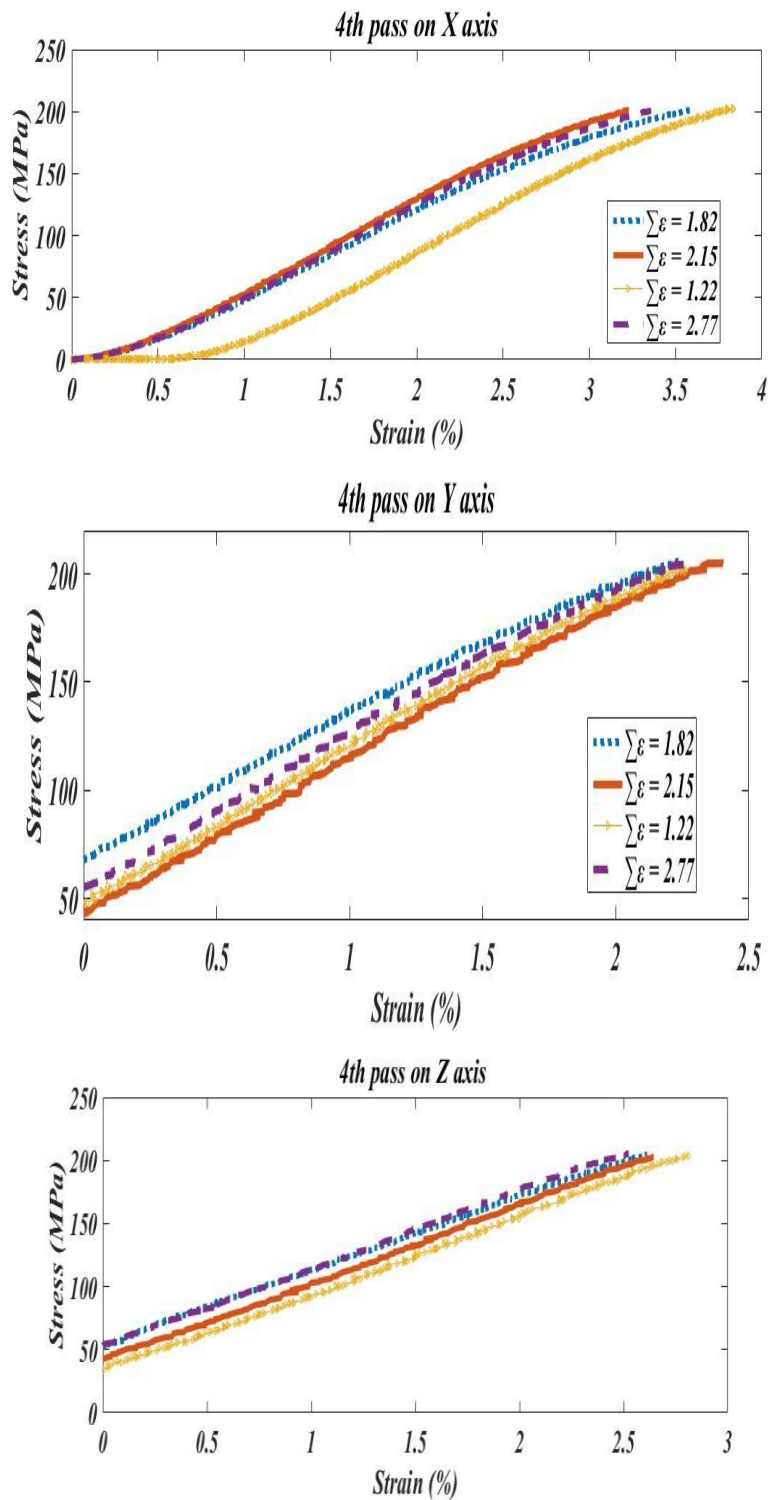 4th pass on X axis
250
200
150
100
50
0
Stress (MPa)
∑ε = 1.82
∑ε = 2.15
∑ε = 1.22
∑ε = 2.77
0 0.5 1 1.5 2 2.5 3 3.5 4
Strain (%)
4th pass on Y axis
200
150
100
50
Stress (MPa)
∑ε = 1.82
∑ε = 2.15
∑ε = 1.22
∑ε = 2.77
0 0.5 1 1.5 2 2.5
Strain (%)
4th pass on Z axis
250
200
150
100
50
0
Stress (MPa)
0 0.5 1 1.5 2 2.5 3
Strain (%)